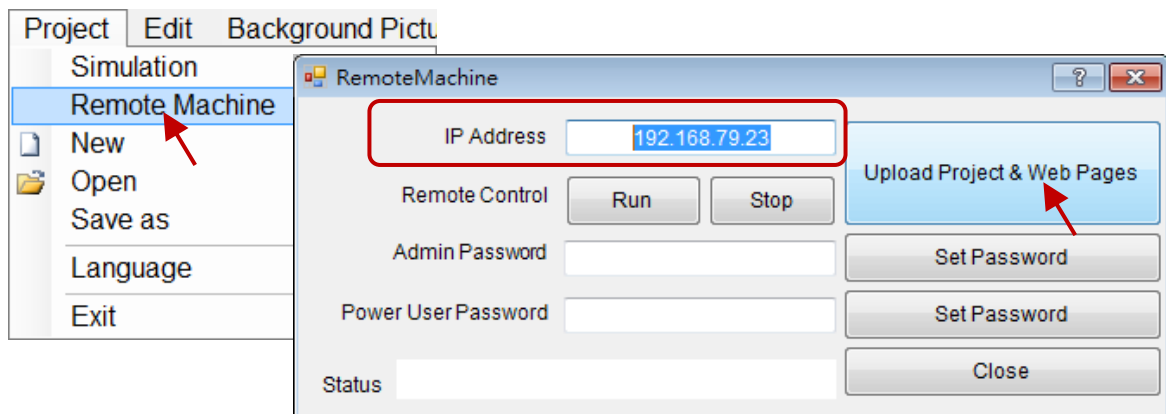 Project Edit Background Pictu
Simulation
Remote Machine
New
Open
Save as
Language
Exit
RemoteMachine
IP Address 192.168.79.23
Upload Project & Web Pages
Remote Control Run Stop
Admin Password Set Password
Power User Password Set Password
Close
Status